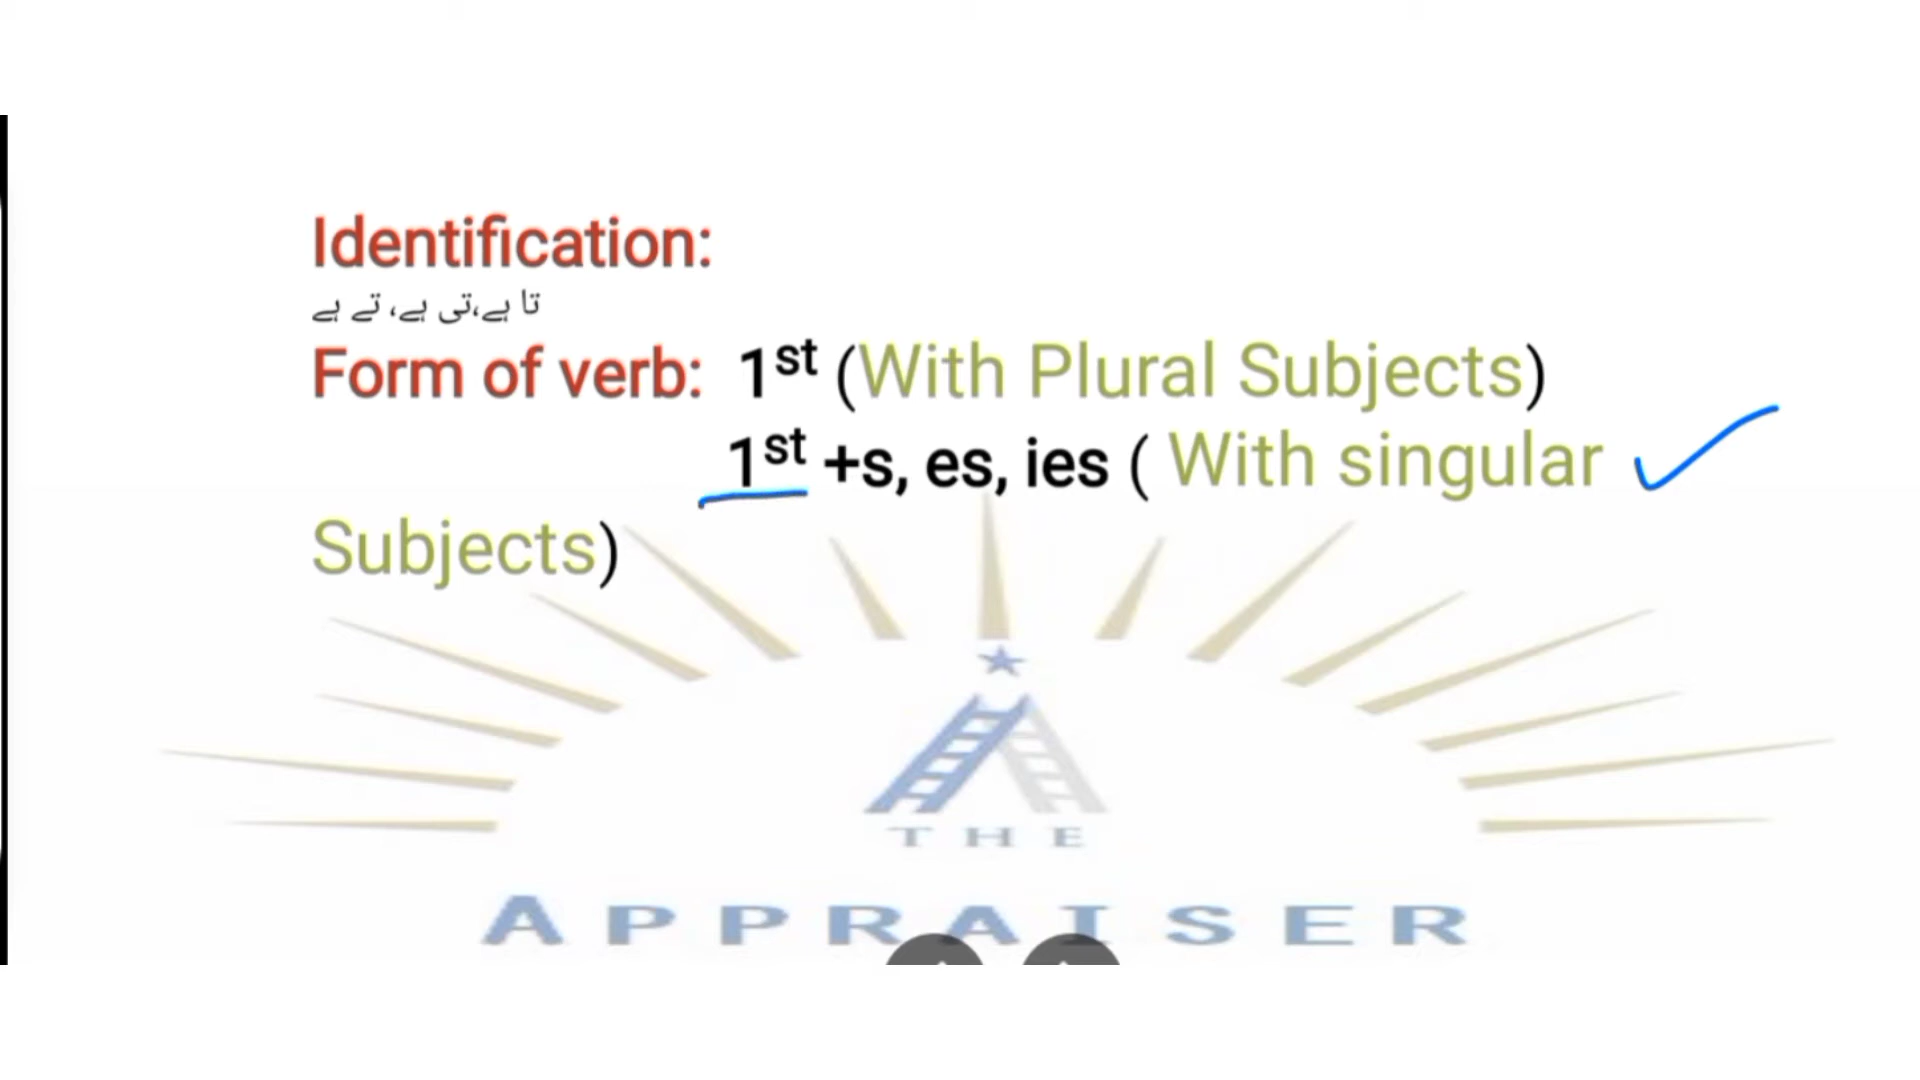 Identification:
تا ہے،تی ہے، تے ہے
Form of verb: 1st (With Plural Subjects)
1st +s, es, ies ( With singular
Subjects)
THE
APPRAISER